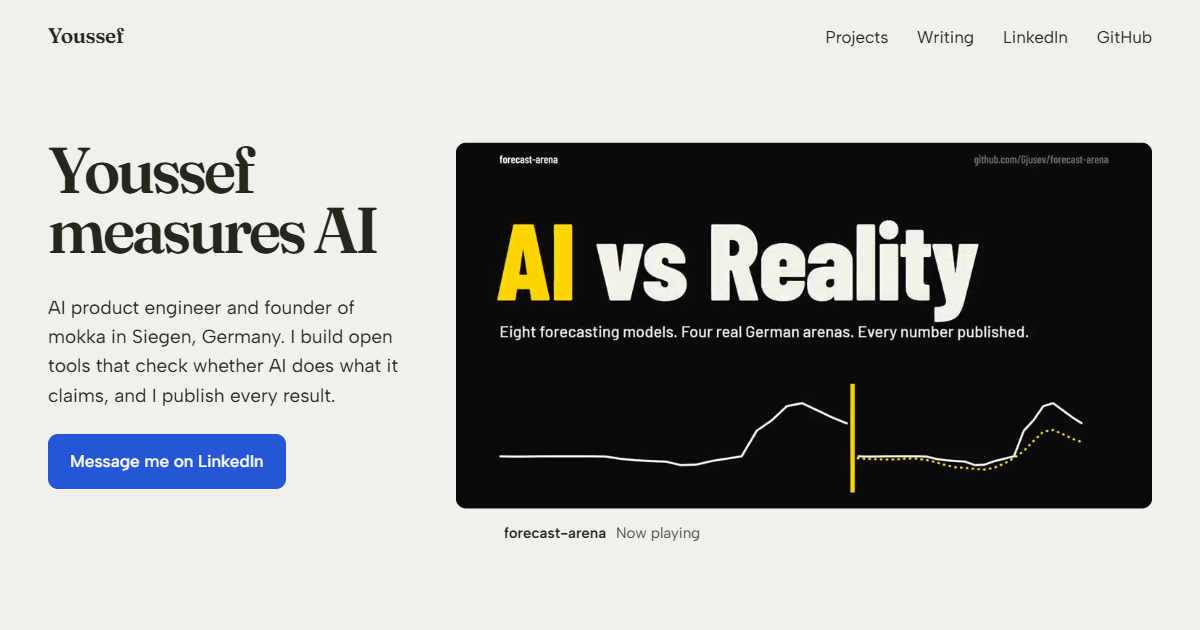 Youssef
Projects
Writing
LinkedIn
GitHub
Youssef
measures AI
AI product engineer and founder of
mokka in Siegen, Germany. I build open
tools that check whether AI does what it
claims, and I publish every result.
Message me on LinkedIn
forecast-arena
github.com/Gjusev/forecast-arena
AI vs Reality
Eight forecasting models. Four real German arenas. Every number published.
forecast-arena Now playing